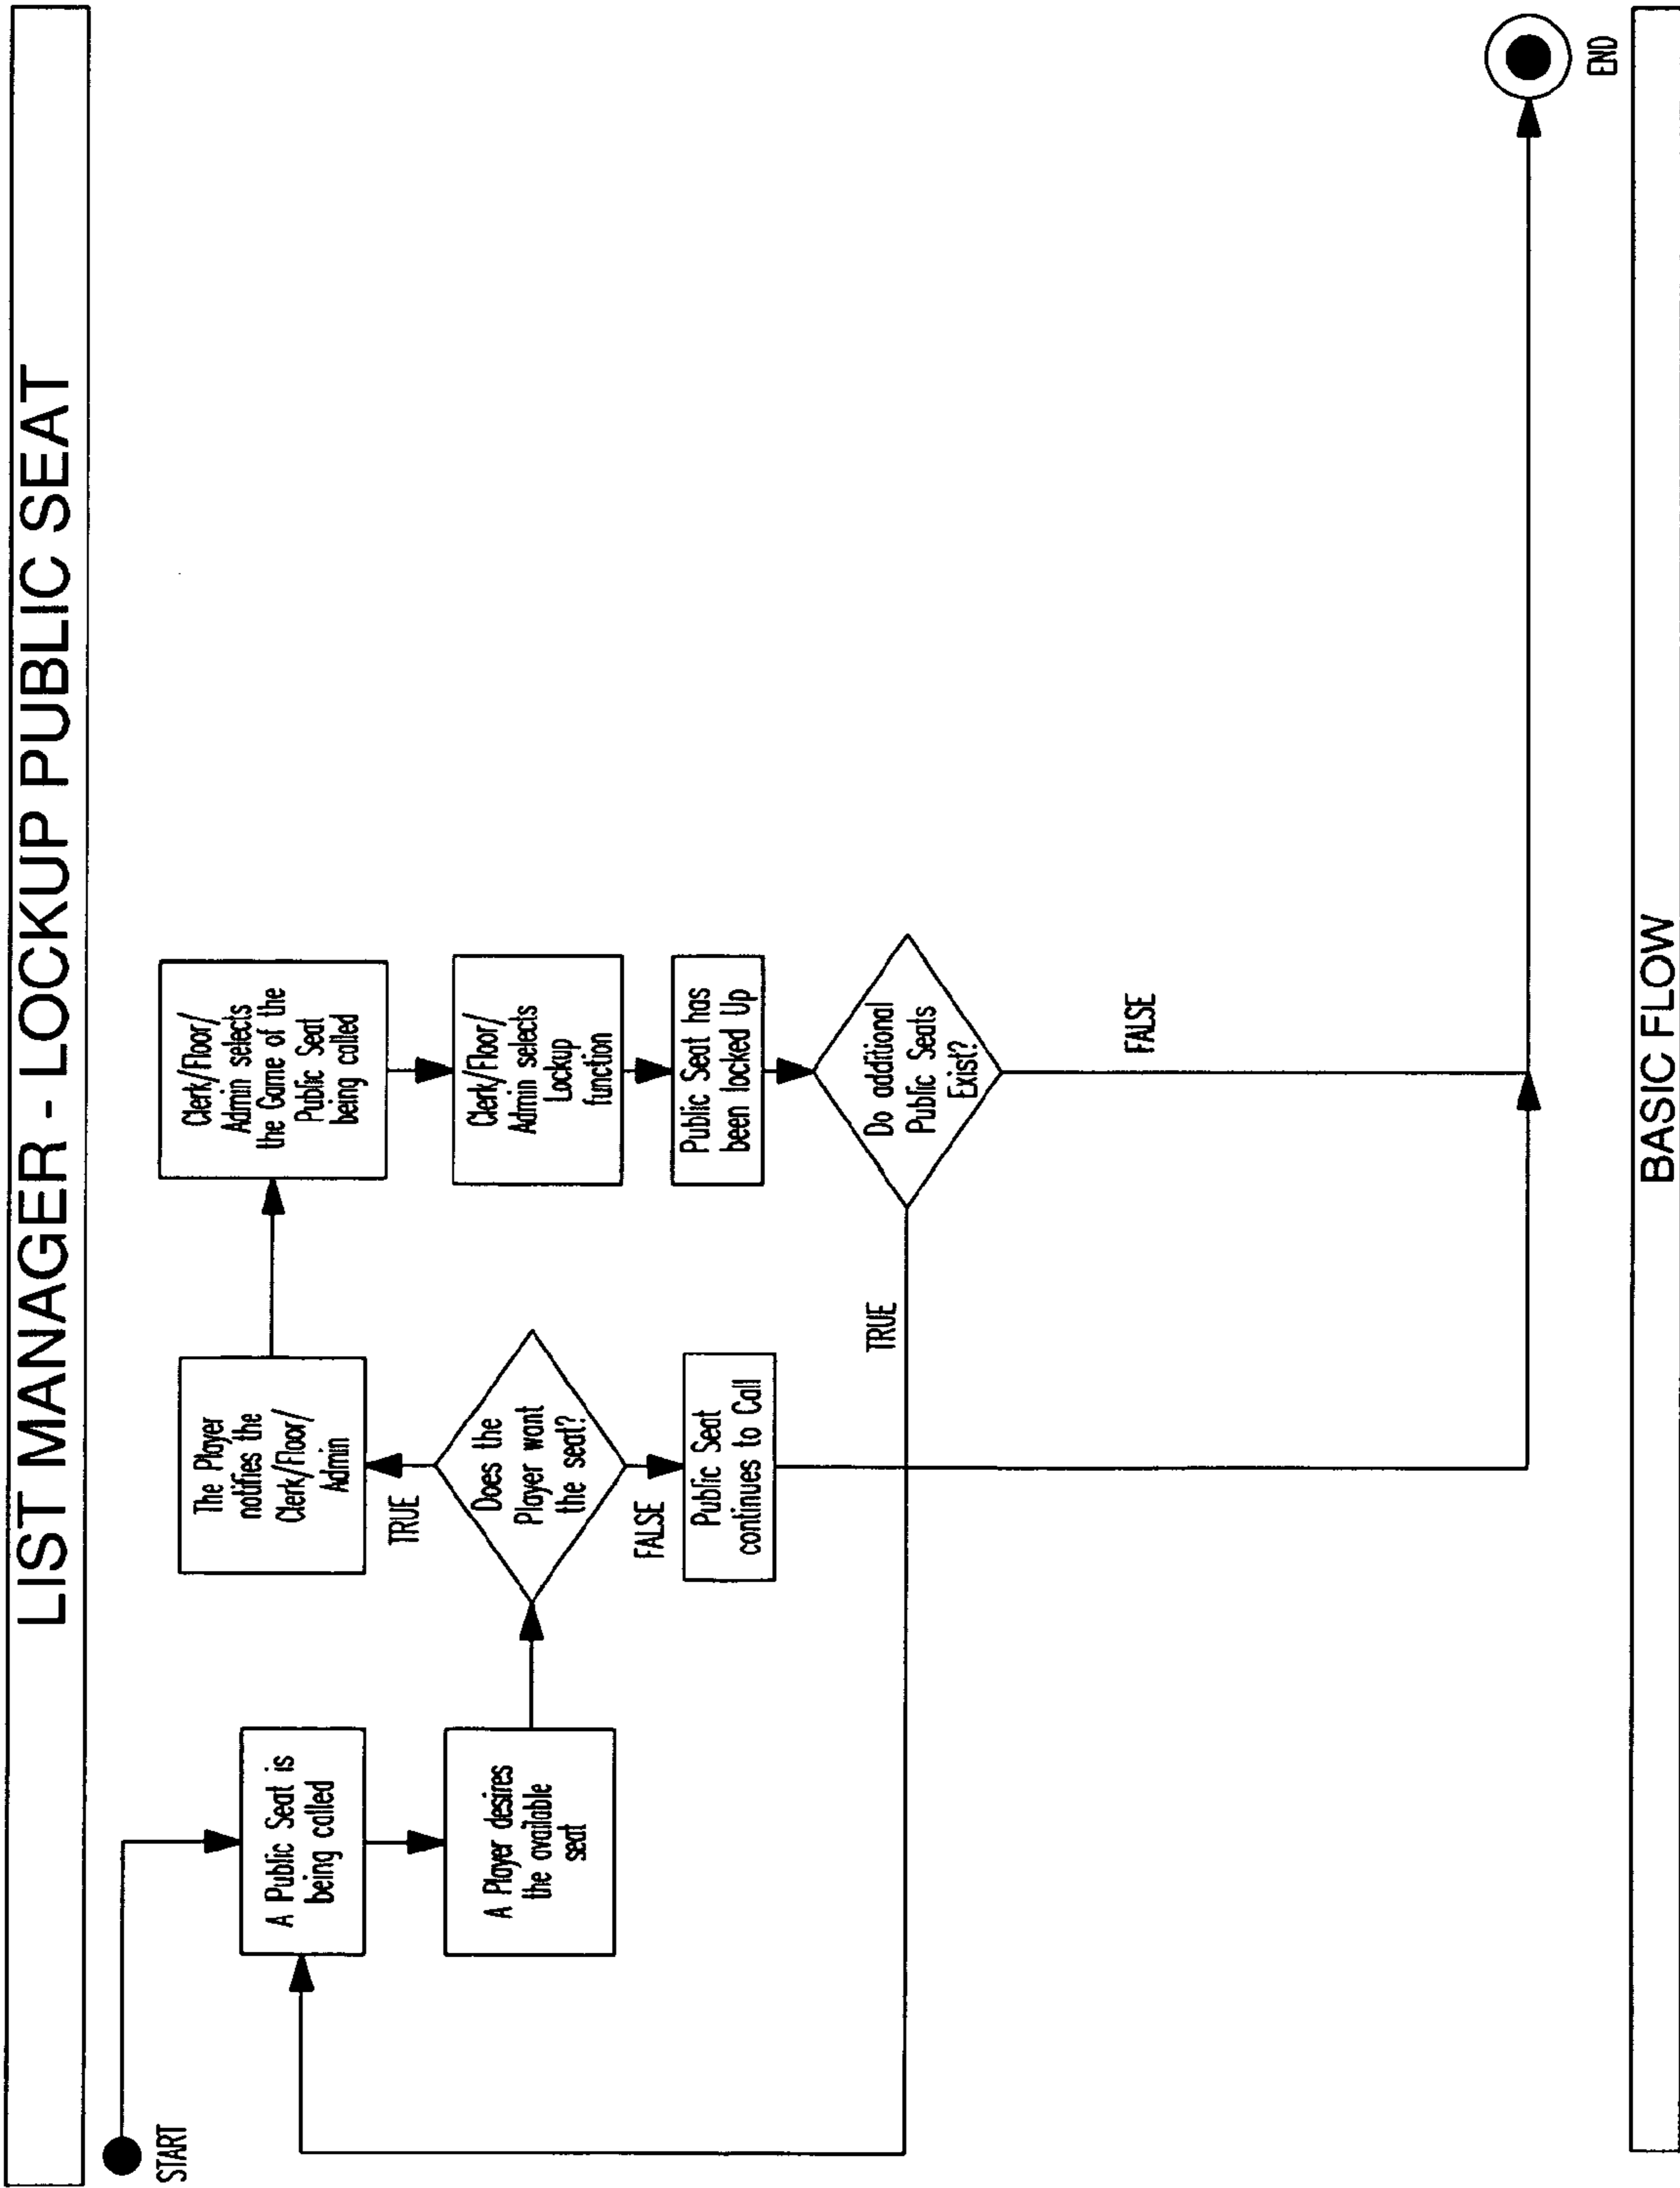 LIST MANAGER - LOCKUP PUBLIC SEAT
START
A Public Seat is
being called
A Player desires
the available
seat
Does the
Player want
the seat?
TRUE
The Player
notifies the
Clerk/Floor/
Admin
FALSE
Public Seat
continues to Call
Clerk/Floor/
Admin selects
the Game of the
Public Seat
being called
Clerk/Floor/
Admin selects
Lockup
function
Public Seat has
been locked Up
Do additional
Public Seats
Exist?
TRUE
FALSE
END
BASIC FLOW